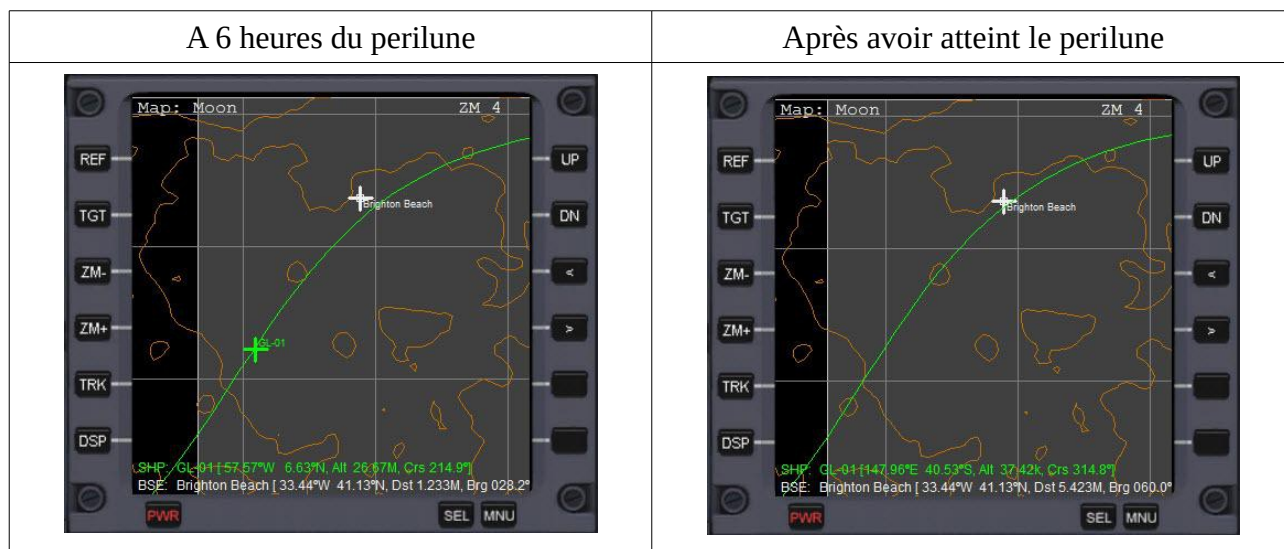 A 6 heures du perilune
Après avoir atteint le perilune
Map: Moon ZM 4
REF
TGT
ZM-
ZM+
TRK
DSP
UP
DN
<
>
Brighton Beach
GL-01
SHP: GL-01 [ 57.57°W 6.63°N, Alt 26.67M, Crs 214.9°]
BSE: Brighton Beach [ 33.44°W 41.13°N, Dst 1.233M, Brg 028.2°
PWR
SEL
MNU
Map: Moon ZM 4
REF
TGT
ZM-
ZM+
TRK
DSP
UP
DN
<
>
Brighton Beach
SHP: GL-01 [147.96°E 40.53°S, Alt 37.42k, Crs 314.8°]
BSE: Brighton Beach [ 33.44°W 41.13°N, Dst 5.423M, Brg 060.0°
PWR
SEL
MNU